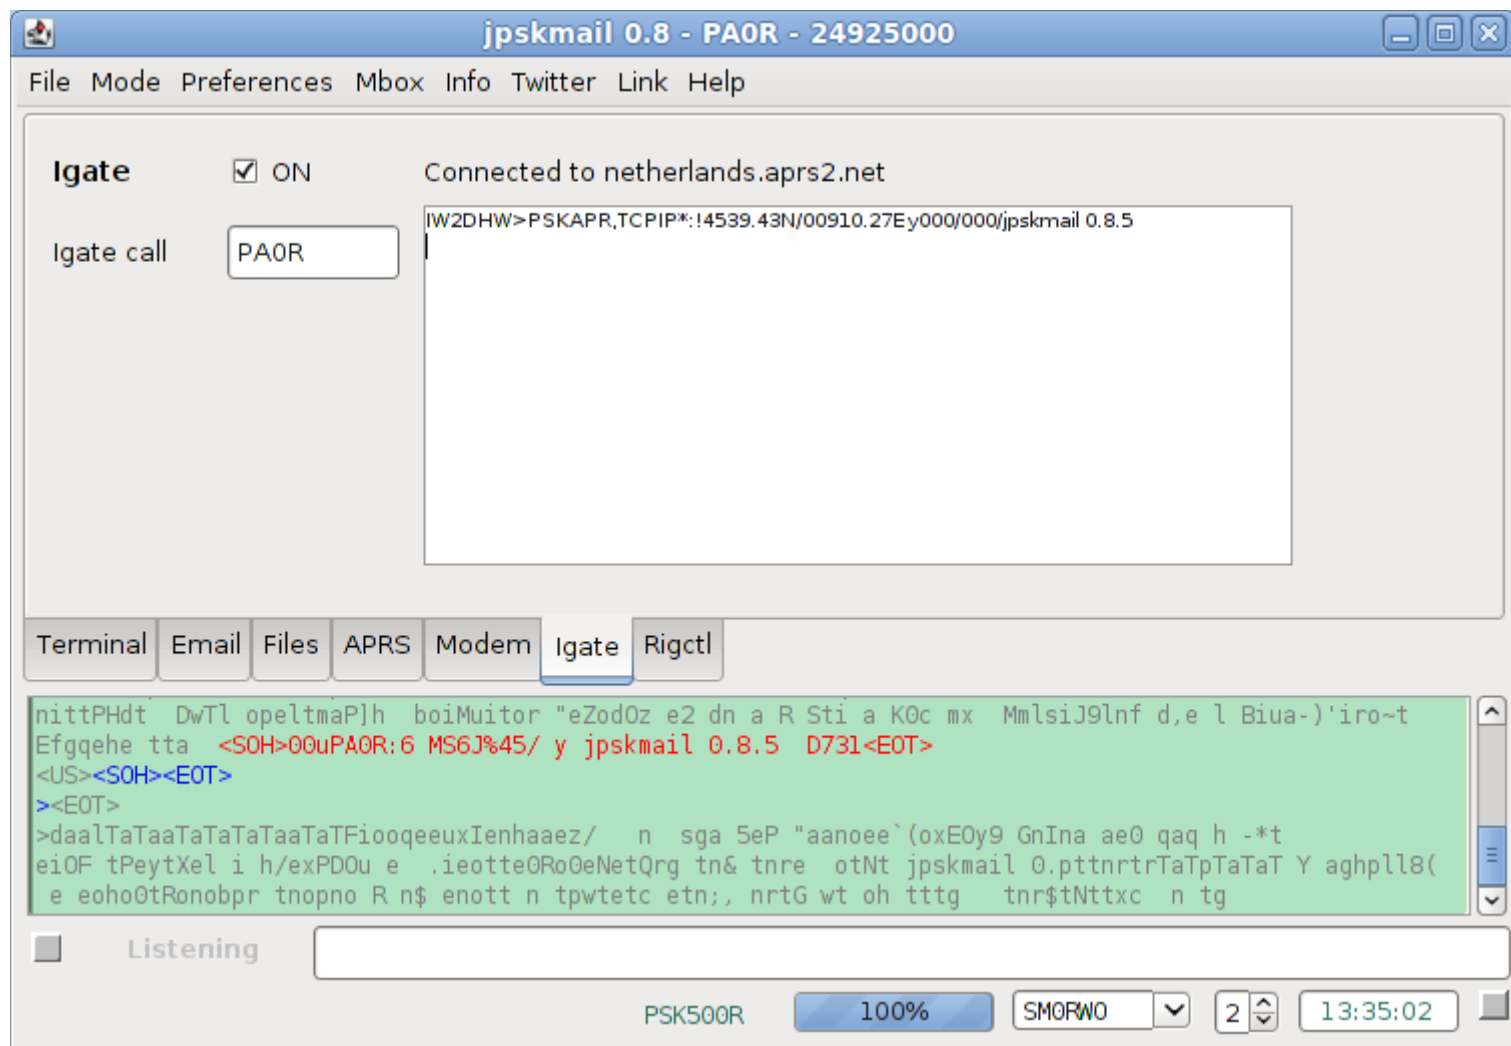 jpskmail 0.8 - PA0R - 24925000
File Mode Preferences Mbox Info Twitter Link Help
Igate ON Connected to netherlands.aprs2.net
IW2DHW>PSKAPR,TCPIP*:!4539.43N/00910.27Ey000/000/jpskmail 0.8.5
Igate call PA0R
Terminal Email Files APRS Modem Igate Rigctl
nittPHdt  DwTl opeltmaP]h  boiMuitor "eZodOz e2 dn a R Sti a K0c mx  MmlsiJ9lnf d,e l Biua-)'iro~t
Efgqehe tta  <SOH>00uPA0R:6 MS6J%45/ y jpskmail 0.8.5  D731<EOT>
<US><SOH><EOT>
><EOT>
>daalTaTaaTaTaTaTaaTaTFiooqeeuxIenhaaez/   n  sga 5eP "aanoee`(oxEOy9 GnIna ae0 qaq h -*t
eiOF tPeytXel i h/exPDOu e  .ieotte0Ro0eNetQrg tn& tnre  otNt jpskmail 0.pttnrtrTaTpTaTaT Y aghpll8(
e eoho0tRonobpr tnopno R n$ enott n tpwtetc etn;, nrtG wt oh tttg   tnr$tNttxc  n tg
Listening
PSK500R 100% SM0RWO 2 13:35:02